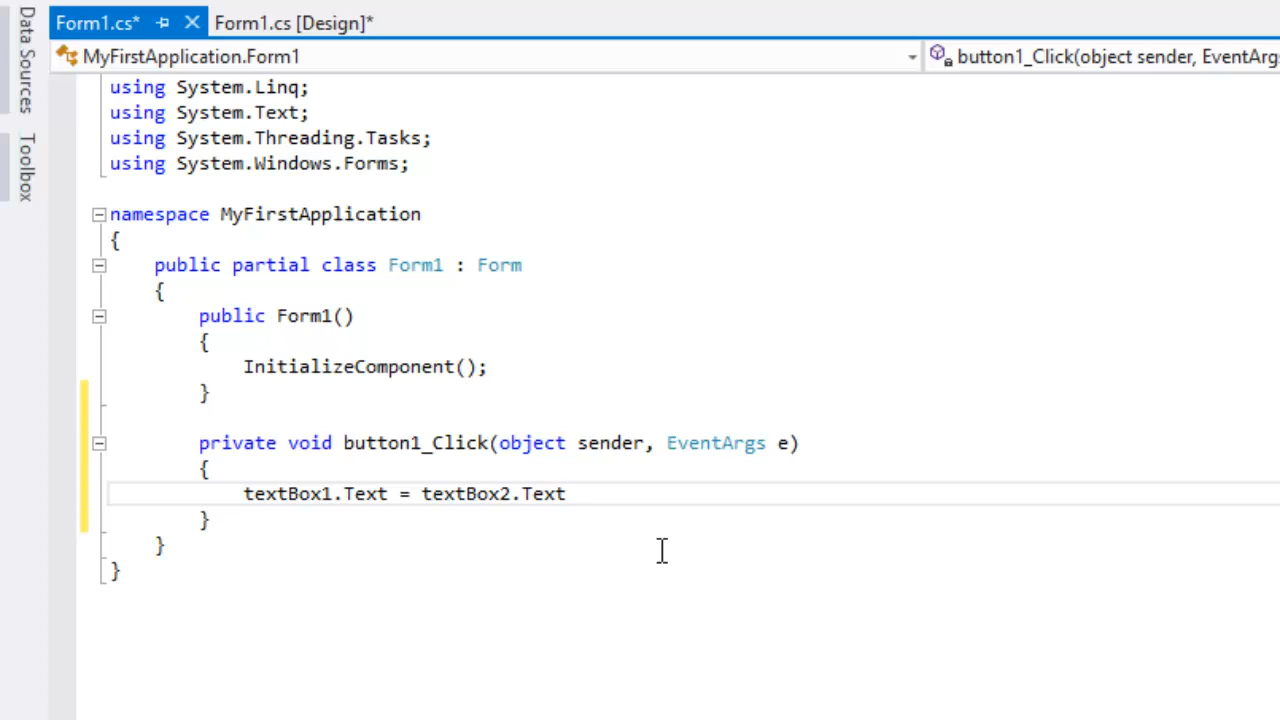 Form1.cs*
Form1.cs [Design]*
MyFirstApplication.Form1
button1_Click(object sender, EventArgs
Data Sources
Toolbox
using System.Linq;
using System.Text;
using System.Threading.Tasks;
using System.Windows.Forms;
namespace MyFirstApplication
{
public partial class Form1 : Form
{
public Form1()
{
InitializeComponent();
}
private void button1_Click(object sender, EventArgs e)
{
textBox1.Text = textBox2.Text
}
}
}